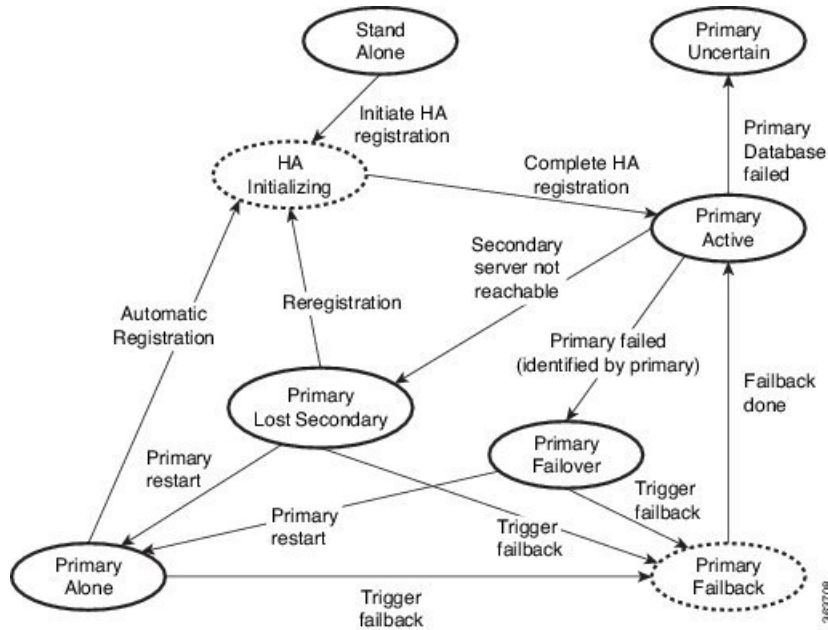 Stand
Alone
Primary
Uncertain
Initiate HA
registration
Primary
Database
failed
HA
Initializing
Complete HA
registration
Primary
Active
Secondary
server not
reachable
Automatic
Registration
Reregistration
Primary failed
(identified by primary)
Failback
done
Primary
Lost Secondary
Primary
Failover
Primary
restart
Primary
restart
Trigger
failback
Trigger
failback
Primary
Alone
Primary
Failback
Trigger
failback